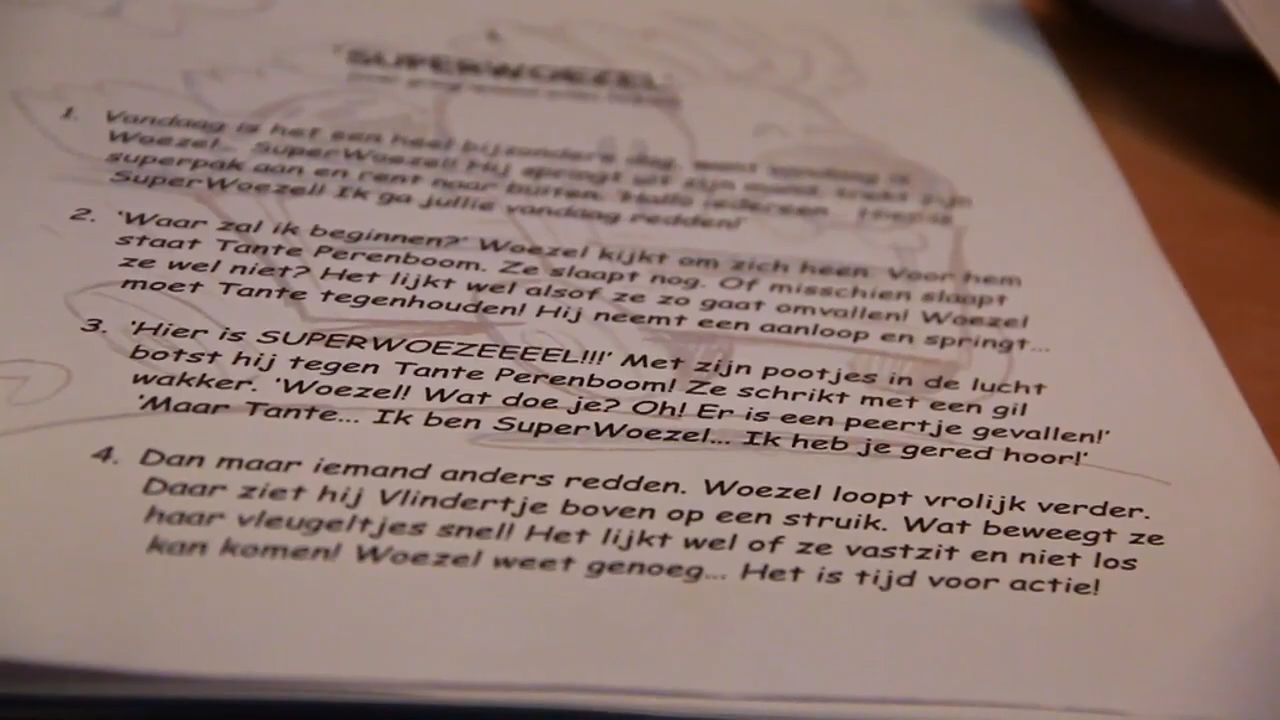 'SUPERWOEZEL'
1. Vandaag is het een heel bijzondere dag, want vandaag is
Woezel... SuperWoezel! Hij springt uit zijn mand, trekt zijn
superpak aan en rent naar buiten. 'Hallo iedereen... Hier is
SuperWoezel! Ik ga jullie vandaag redden!'
2. 'Waar zal ik beginnen?' Woezel kijkt om zich heen. Voor hem
staat Tante Perenboom. Ze slaapt nog. Of misschien slaapt
ze wel niet? Het lijkt wel alsof ze zo gaat omvallen! Woezel
moet Tante tegenhouden! Hij neemt een aanloop en springt...
3. 'Hier is SUPERWOEZEEEEL!!!' Met zijn pootjes in de lucht
botst hij tegen Tante Perenboom! Ze schrikt met een gil
wakker. 'Woezel! Wat doe je? Oh! Er is een peertje gevallen!'
'Maar Tante... Ik ben SuperWoezel... Ik heb je gered hoor!'
4. Dan maar iemand anders redden. Woezel loopt vrolijk verder.
Daar ziet hij Vlindertje boven op een struik. Wat beweegt ze
haar vleugeltjes snel! Het lijkt wel of ze vastzit en niet los
kan komen! Woezel weet genoeg... Het is tijd voor actie!